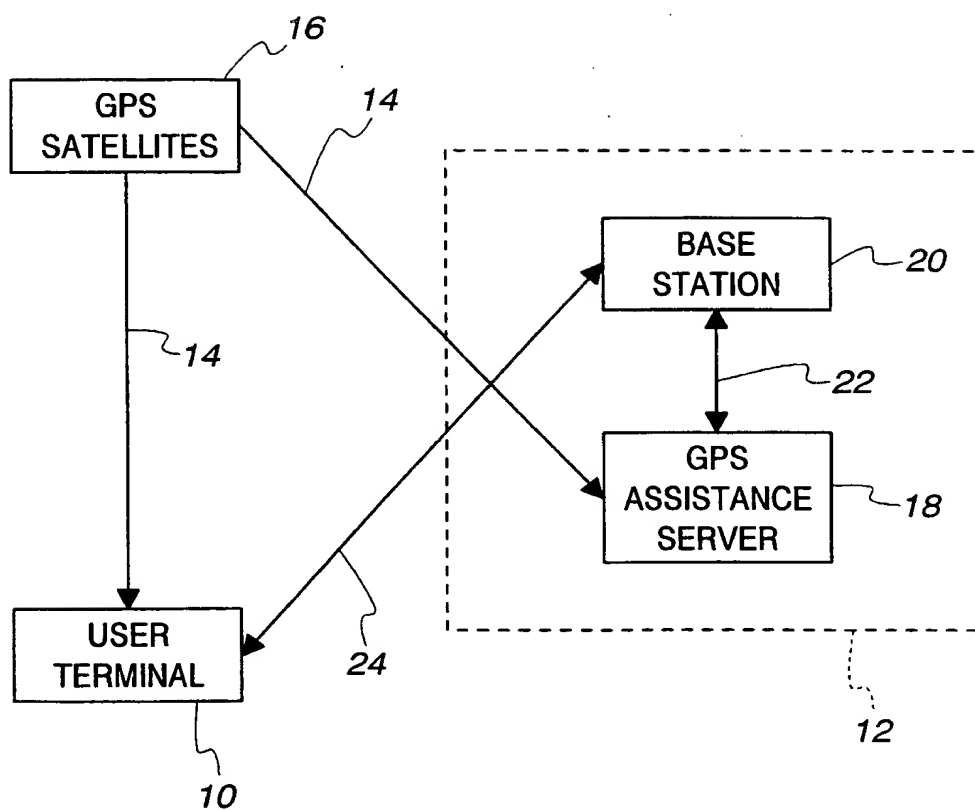 16
GPS
SATELLITES
14
BASE
STATION
20
14
22
GPS
ASSISTANCE
SERVER
18
USER
TERMINAL
24
12
10